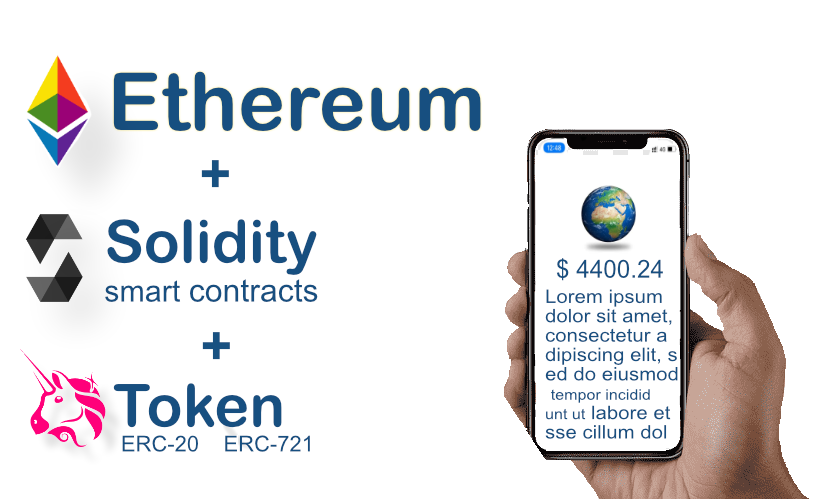 Ethereum
+
Solidity
smart contracts
+
Token
ERC-20 ERC-721
12:48
4G
$ 4400.24
Lorem ipsum
dolor sit amet,
consectetur a
dipiscing elit, s
ed do eiusmod
tempor incidid
unt ut labore et
sse cillum dol